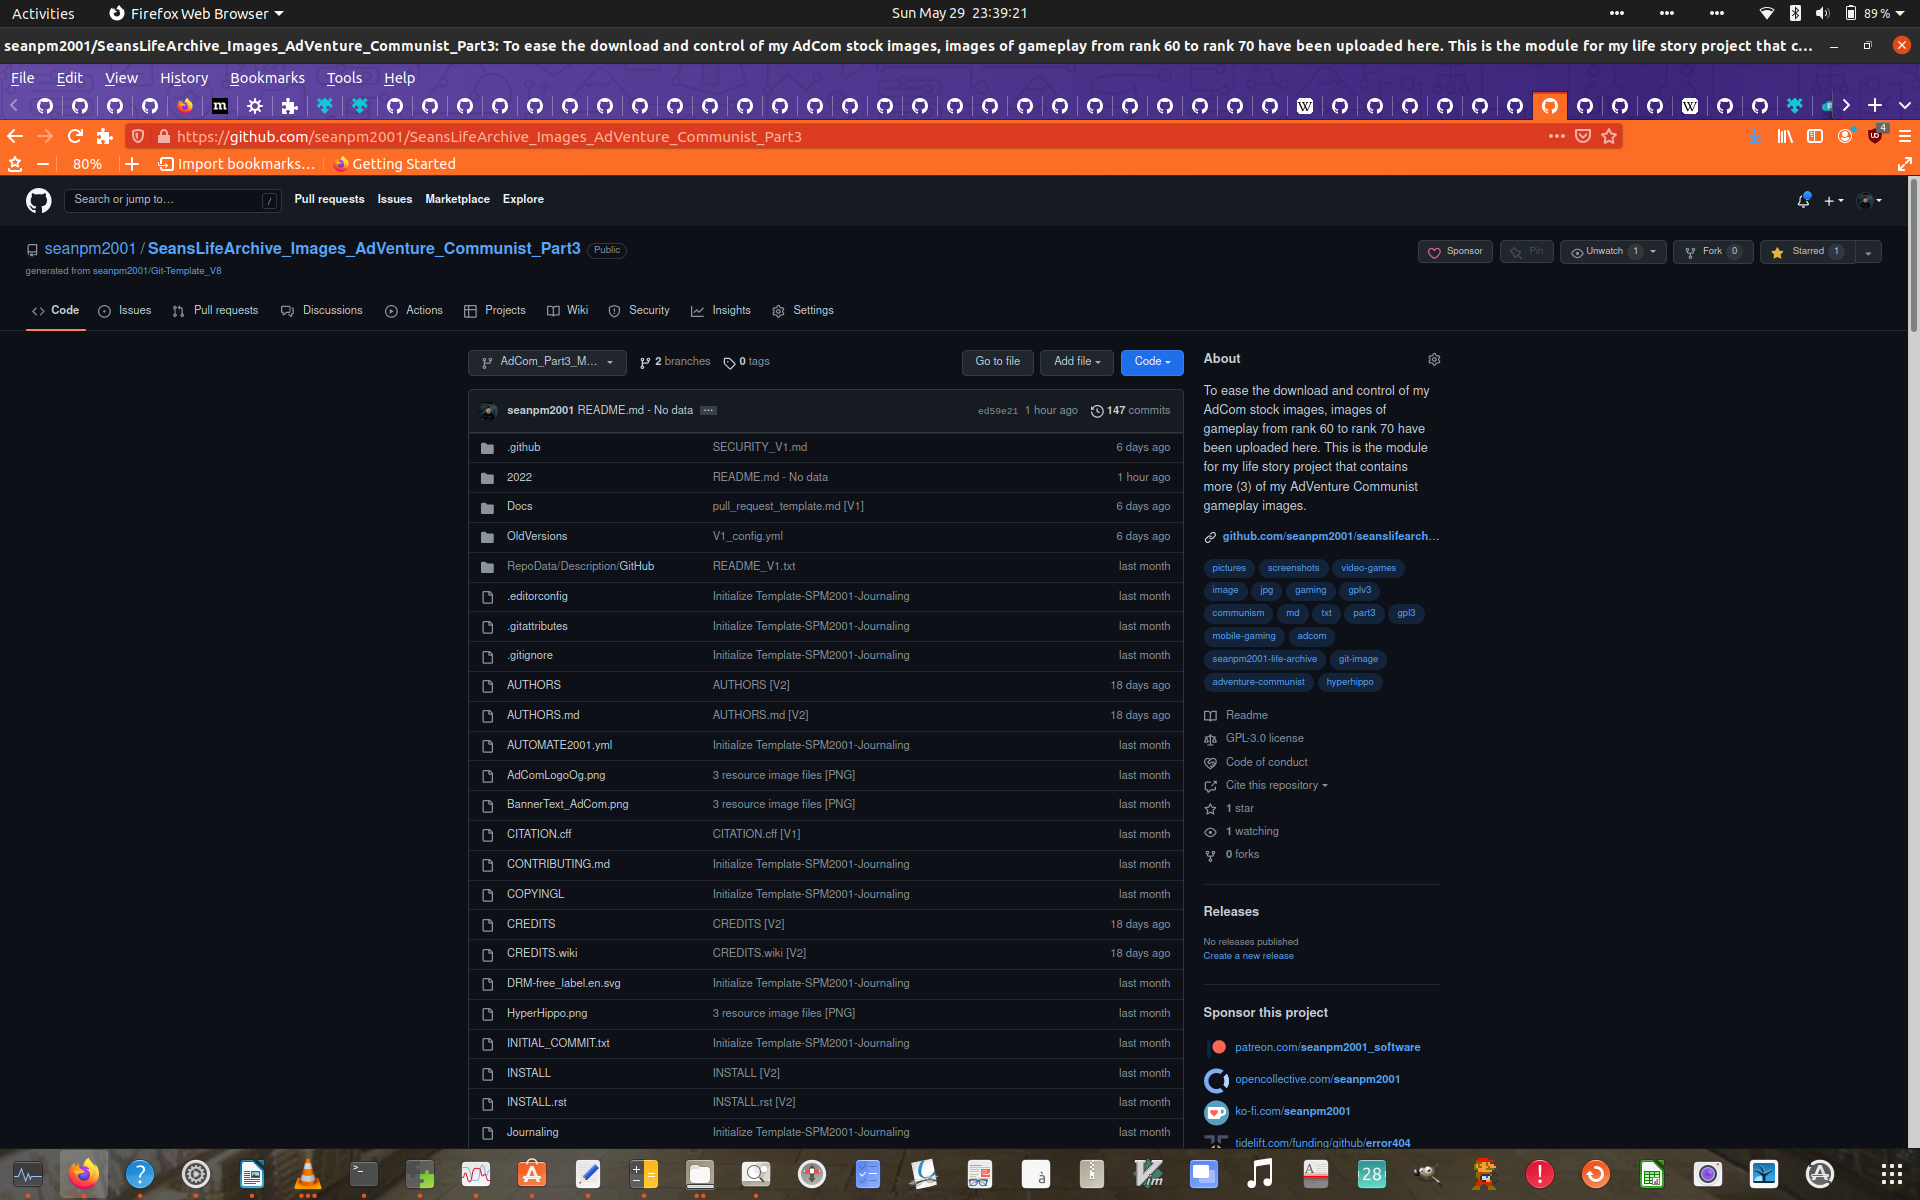 Activities
Firefox Web Browser
Sun May 29  23:39:21
89 %
seanpm2001/SeansLifeArchive_Images_AdVenture_Communist_Part3: To ease the download and control of my AdCom stock images, images of gameplay from rank 60 to rank 70 have been uploaded here. This is the module for my life story project that c…
File Edit View History Bookmarks Tools Help
https://github.com/seanpm2001/SeansLifeArchive_Images_AdVenture_Communist_Part3
4
80%
Import bookmarks…
Getting Started
Search or jump to…
/
Pull requests Issues Marketplace Explore
seanpm2001 / SeansLifeArchive_Images_AdVenture_Communist_Part3
Public
generated from seanpm2001/Git-Template_V8
Sponsor
Pin
Unwatch 1
Fork 0
Starred 1
Code
Issues
Pull requests
Discussions
Actions
Projects
Wiki
Security
Insights
Settings
AdCom_Part3_M...
2 branches
0 tags
Go to file
Add file
Code
seanpm2001 README.md - No data
ed59e21 1 hour ago
147 commits
.github SECURITY_V1.md 6 days ago
2022 README.md - No data 1 hour ago
Docs pull_request_template.md [V1] 6 days ago
OldVersions V1_config.yml 6 days ago
RepoData/Description/GitHub README_V1.txt last month
.editorconfig Initialize Template-SPM2001-Journaling last month
.gitattributes Initialize Template-SPM2001-Journaling last month
.gitignore Initialize Template-SPM2001-Journaling last month
AUTHORS AUTHORS [V2] 18 days ago
AUTHORS.md AUTHORS.md [V2] 18 days ago
AUTOMATE2001.yml Initialize Template-SPM2001-Journaling last month
AdComLogoOg.png 3 resource image files [PNG] last month
BannerText_AdCom.png 3 resource image files [PNG] last month
CITATION.cff CITATION.cff [V1] last month
CONTRIBUTING.md Initialize Template-SPM2001-Journaling last month
COPYINGL Initialize Template-SPM2001-Journaling last month
CREDITS CREDITS [V2] 18 days ago
CREDITS.wiki CREDITS.wiki [V2] 18 days ago
DRM-free_label.en.svg Initialize Template-SPM2001-Journaling last month
HyperHippo.png 3 resource image files [PNG] last month
INITIAL_COMMIT.txt Initialize Template-SPM2001-Journaling last month
INSTALL INSTALL [V2] last month
INSTALL.rst INSTALL.rst [V2] last month
Journaling Initialize Template-SPM2001-Journaling last month
About
To ease the download and control of my
AdCom stock images, images of
gameplay from rank 60 to rank 70 have
been uploaded here. This is the module
for my life story project that contains
more (3) of my AdVenture Communist
gameplay images.
github.com/seanpm2001/seanslifearch…
pictures screenshots video-games
image jpg gaming gplv3
communism md txt part3 gpl3
mobile-gaming adcom
seanpm2001-life-archive git-image
adventure-communist hyperhippo
Readme
GPL-3.0 license
Code of conduct
Cite this repository
1 star
1 watching
0 forks
Releases
No releases published
Create a new release
Sponsor this project
patreon.com/seanpm2001_software
opencollective.com/seanpm2001
ko-fi.com/seanpm2001
tidelift.com/funding/github/error404
28